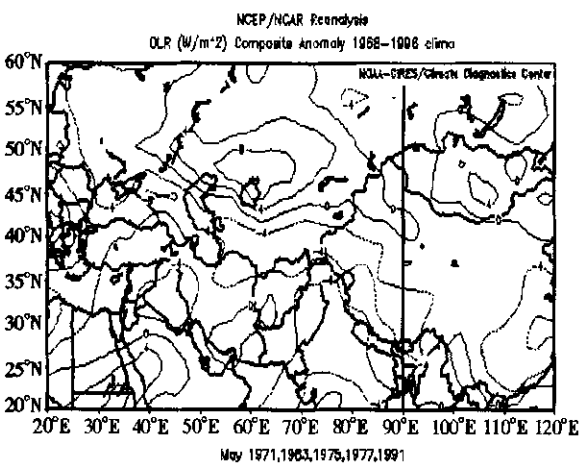 NCEP/NCAR Reanalysis
OLR (W/m^2) Composite Anomaly 1968-1996 clima
NOAA-CIRES/Climate Diagnostics Center
60°N
55°N
50°N
45°N
40°N
35°N
30°N
25°N
20°N
20°E 30°E 40°E 50°E 60°E 70°E 80°E 90°E 100°E 110°E 120°E
May 1971,1963,1975,1977,1991